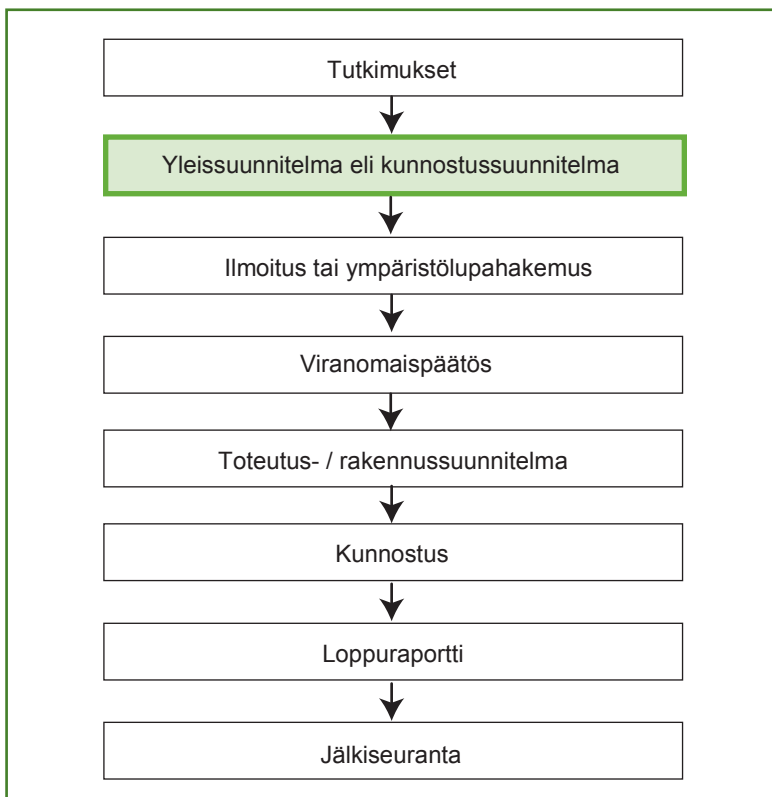 Tutkimukset
Yleissuunnitelma eli kunnostussuunnitelma
Ilmoitus tai ympäristölupahakemus
Viranomaispäätös
Toteutus- / rakennussuunnitelma
Kunnostus
Loppuraportti
Jälkiseuranta